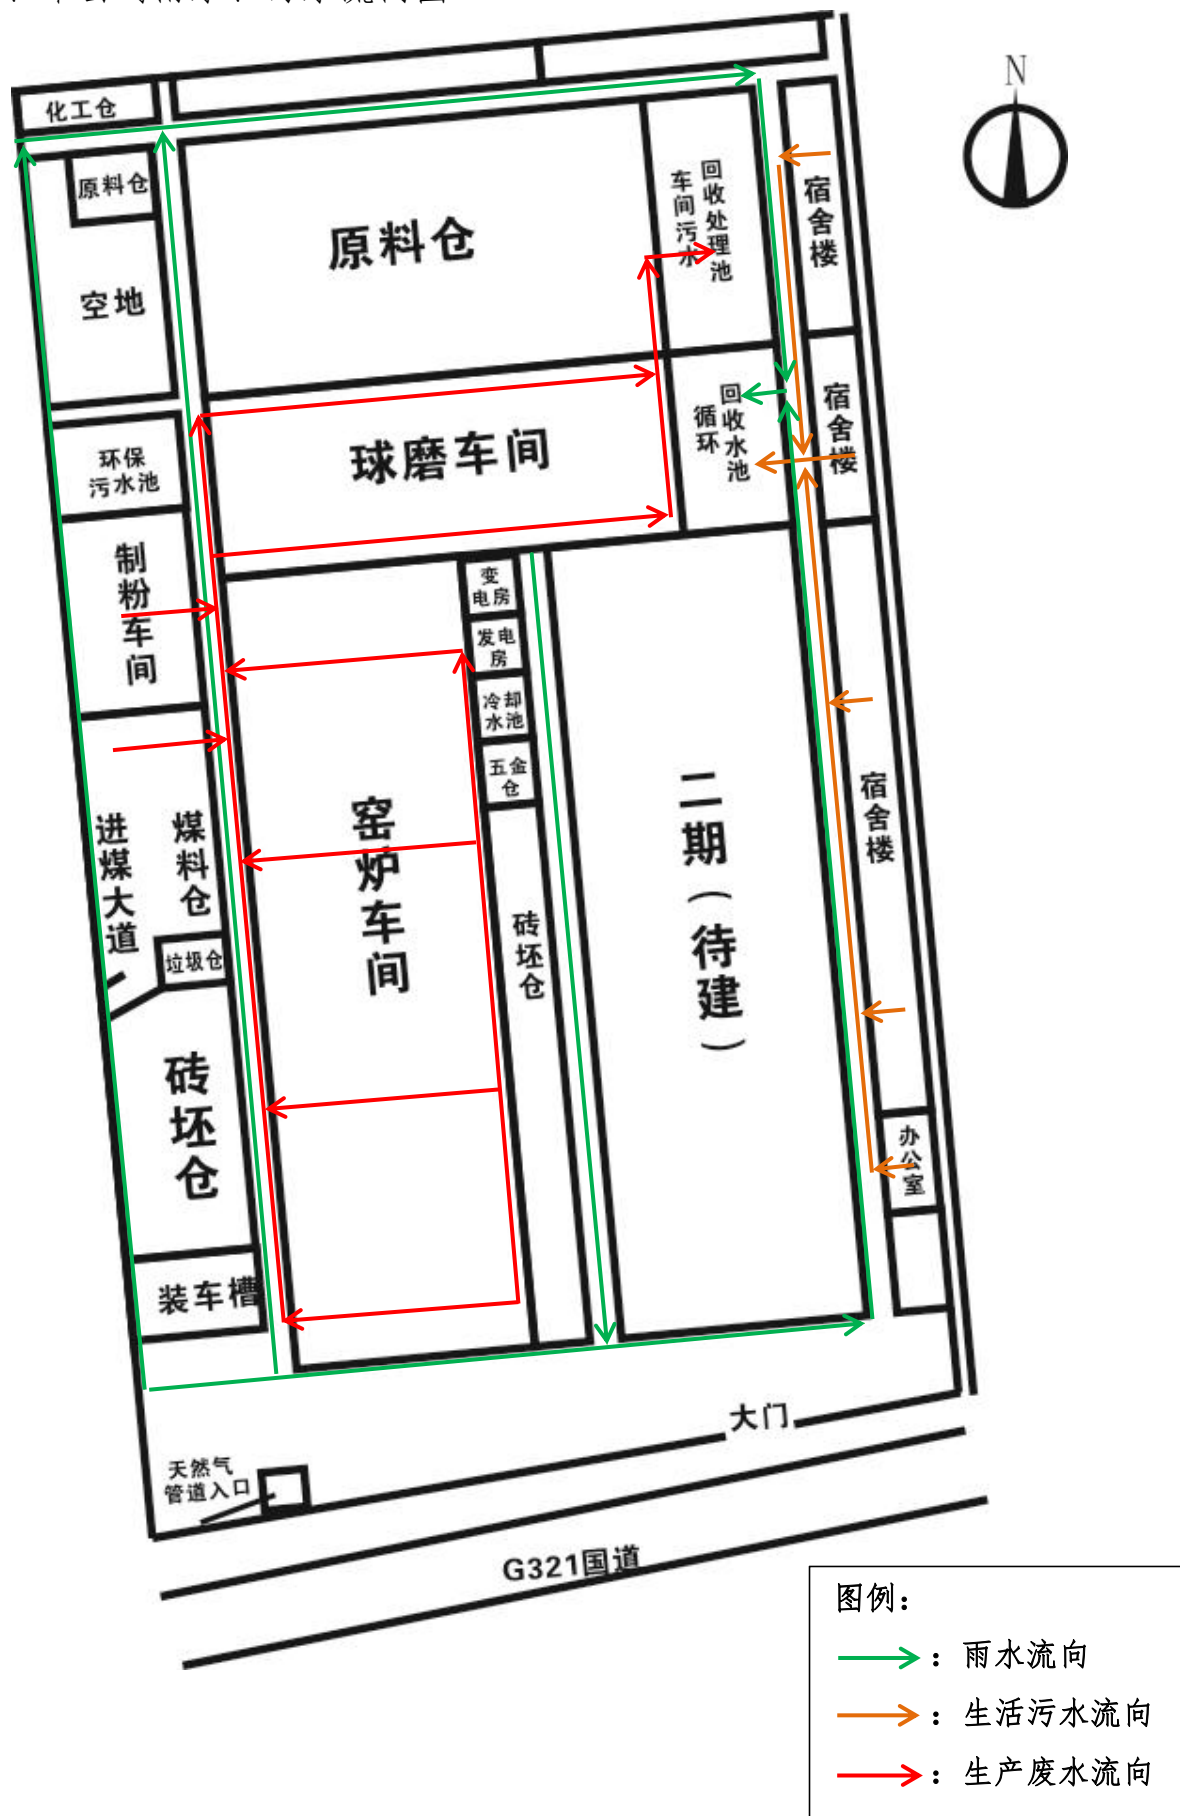 N
化工仓
原料仓
空地
原料仓
车间污水
回收处理池
宿舍楼
环保
污水池
球磨车间
循环
回收水池
宿舍楼
制粉车间
变
电房
发电
房
冷却
水池
五金
仓
进煤大道
煤料仓
窑炉车间
二期（待建）
宿舍楼
垃圾仓
砖坯仓
砖坯仓
办公室
装车槽
大门
天然气
管道入口
G321国道
图例：
：雨水流向
：生活污水流向
：生产废水流向